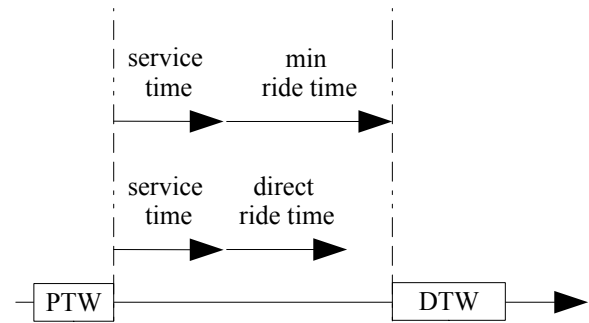 service min
time ride time
service direct
time ride time
PTW DTW